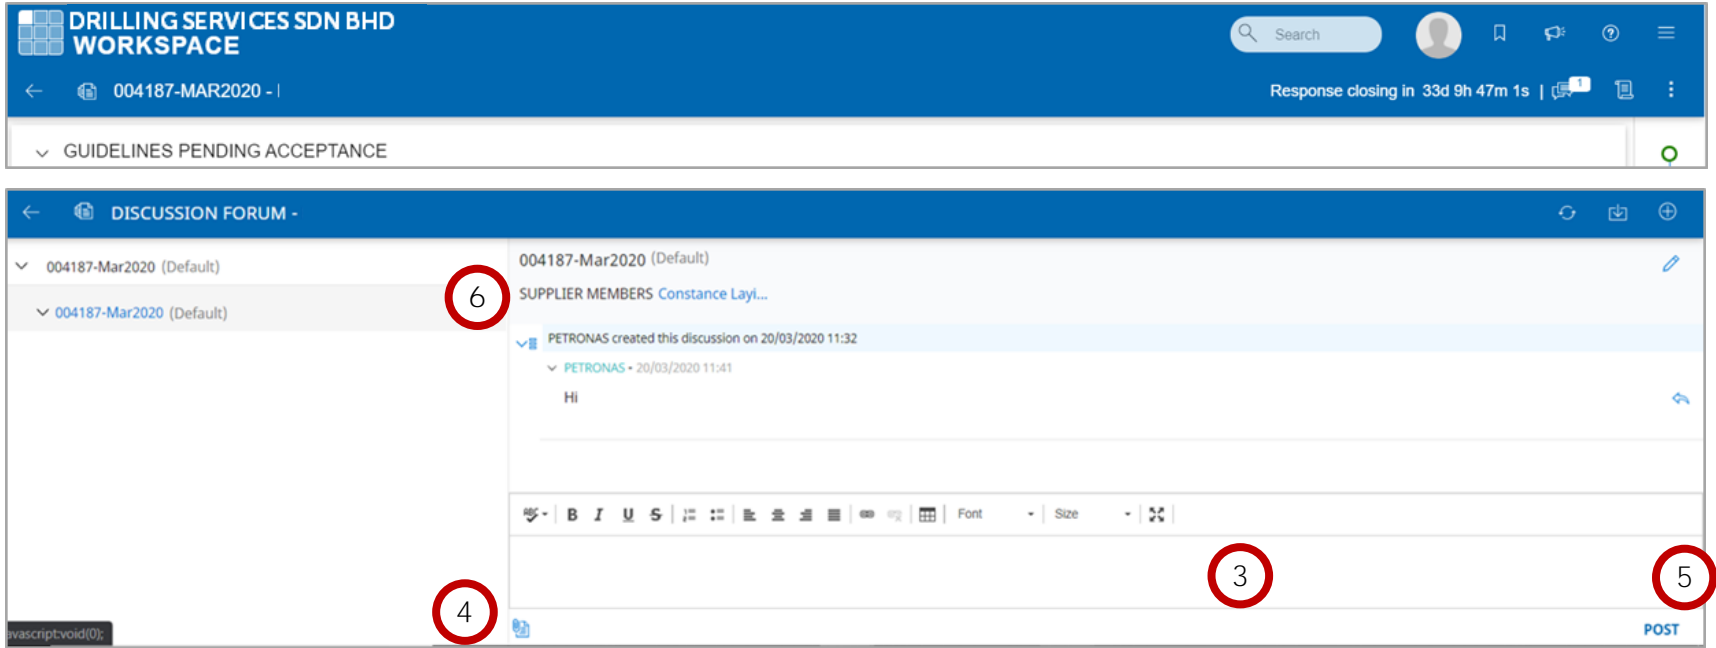 DRILLING SERVICES SDN BHD
WORKSPACE
Search
004187-MAR2020 -
Response closing in 33d 9h 47m 1s |
1
GUIDELINES PENDING ACCEPTANCE
DISCUSSION FORUM -
004187-Mar2020 (Default)
004187-Mar2020 (Default)
004187-Mar2020 (Default)
6
SUPPLIER MEMBERS Constance Layi...
PETRONAS created this discussion on 20/03/2020 11:32
PETRONAS • 20/03/2020 11:41
Hi
ABC B I U S Font Size
3
5
4
avascript:void(0);
POST